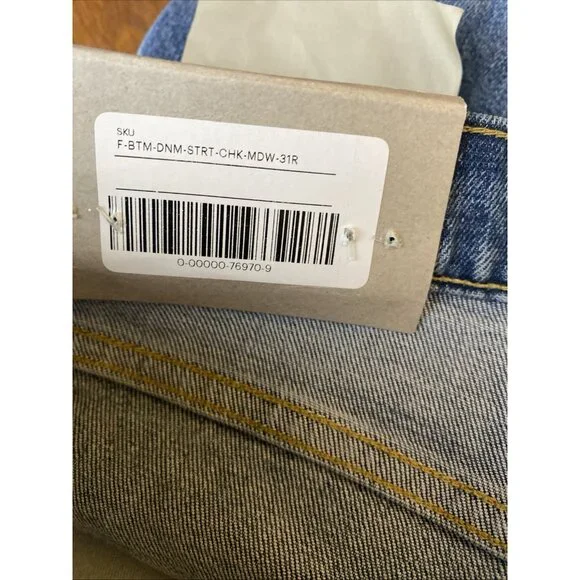 SKU
F-BTM-DNM-STRT-CHK-MDW-31R
0-00000-76970-9